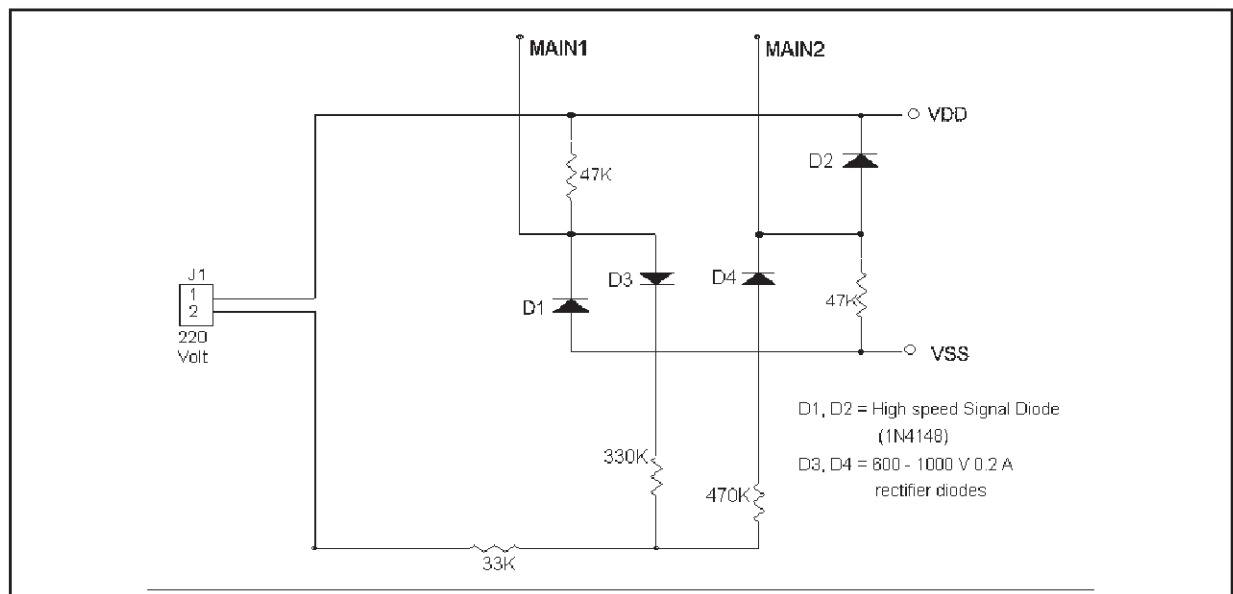 MAIN1
MAIN2
VDD
D2
47K
J1
1
2
220
Volt
D3
D4
D1
47K
VSS
D1, D2 = High speed Signal Diode
(1N4148)
D3, D4 = 600 - 1000 V 0.2 A
rectifier diodes
330K
470K
33K